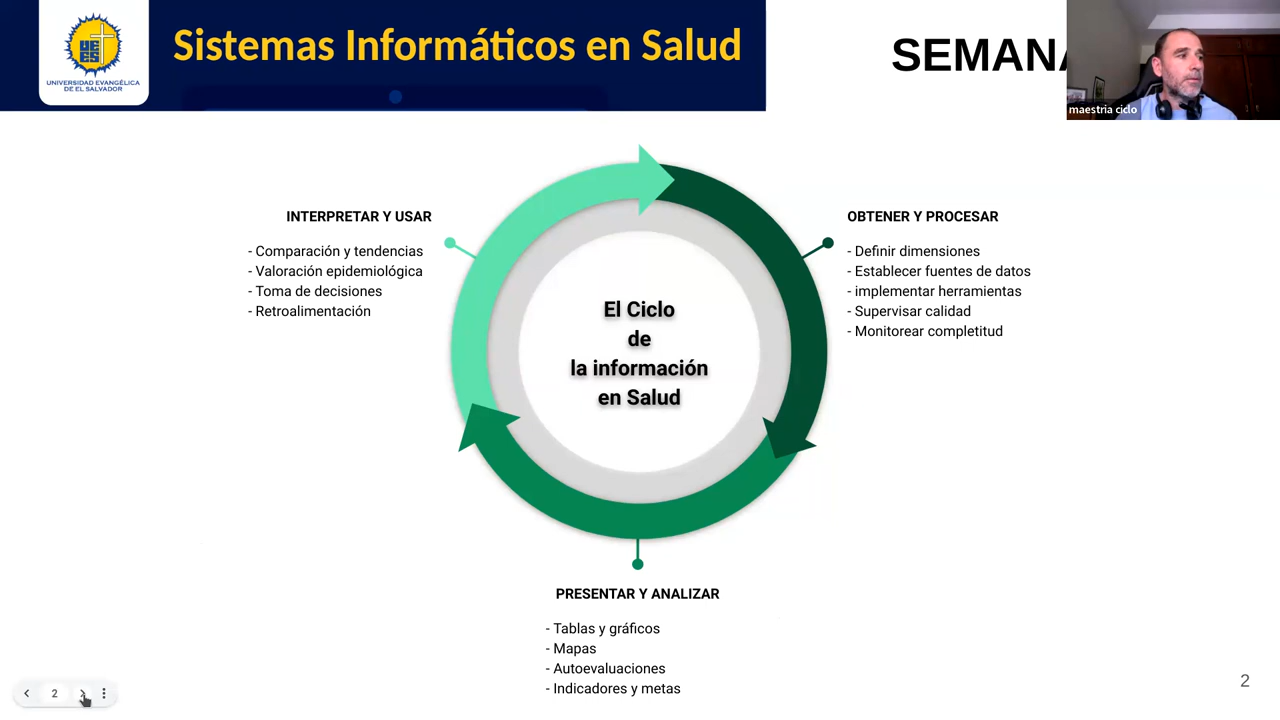 Sistemas Informáticos en Salud
SEMANA
UNIVERSIDAD EVANGÉLICA
DE EL SALVADOR
maestria ciclo
INTERPRETAR Y USAR
- Comparación y tendencias
- Valoración epidemiológica
- Toma de decisiones
- Retroalimentación
OBTENER Y PROCESAR
- Definir dimensiones
- Establecer fuentes de datos
- implementar herramientas
- Supervisar calidad
- Monitorear completitud
El Ciclo
de
la información
en Salud
PRESENTAR Y ANALIZAR
- Tablas y gráficos
- Mapas
- Autoevaluaciones
- Indicadores y metas
2
2